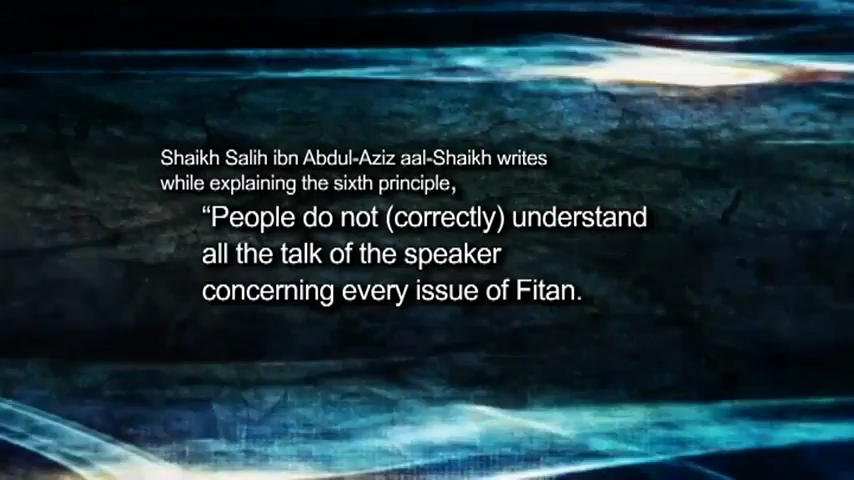 Shaikh Salih ibn Abdul-Aziz aal-Shaikh writes
while explaining the sixth principle,
“People do not (correctly) understand
all the talk of the speaker
concerning every issue of Fitan.